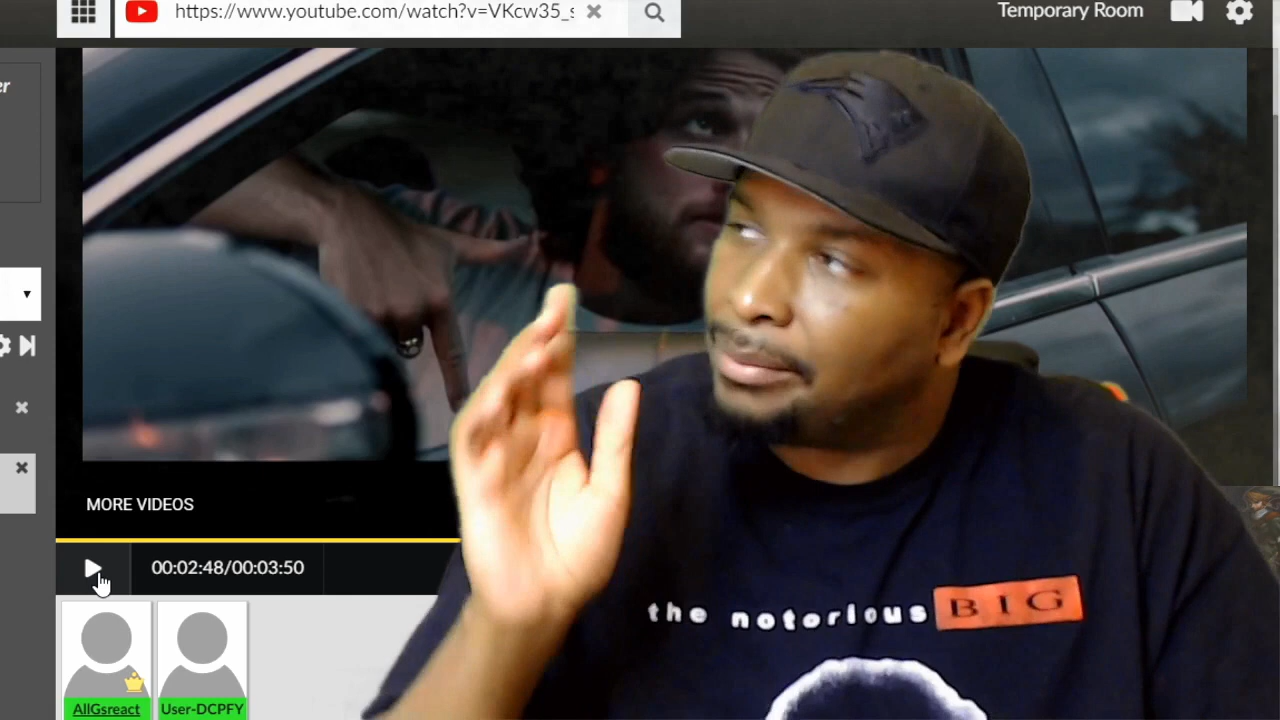 https://www.youtube.com/watch?v=VKcw35_s
Temporary Room
er
MORE VIDEOS
00:02:48/00:03:50
the notorious BIG
AllGsreact
User-DCPFY